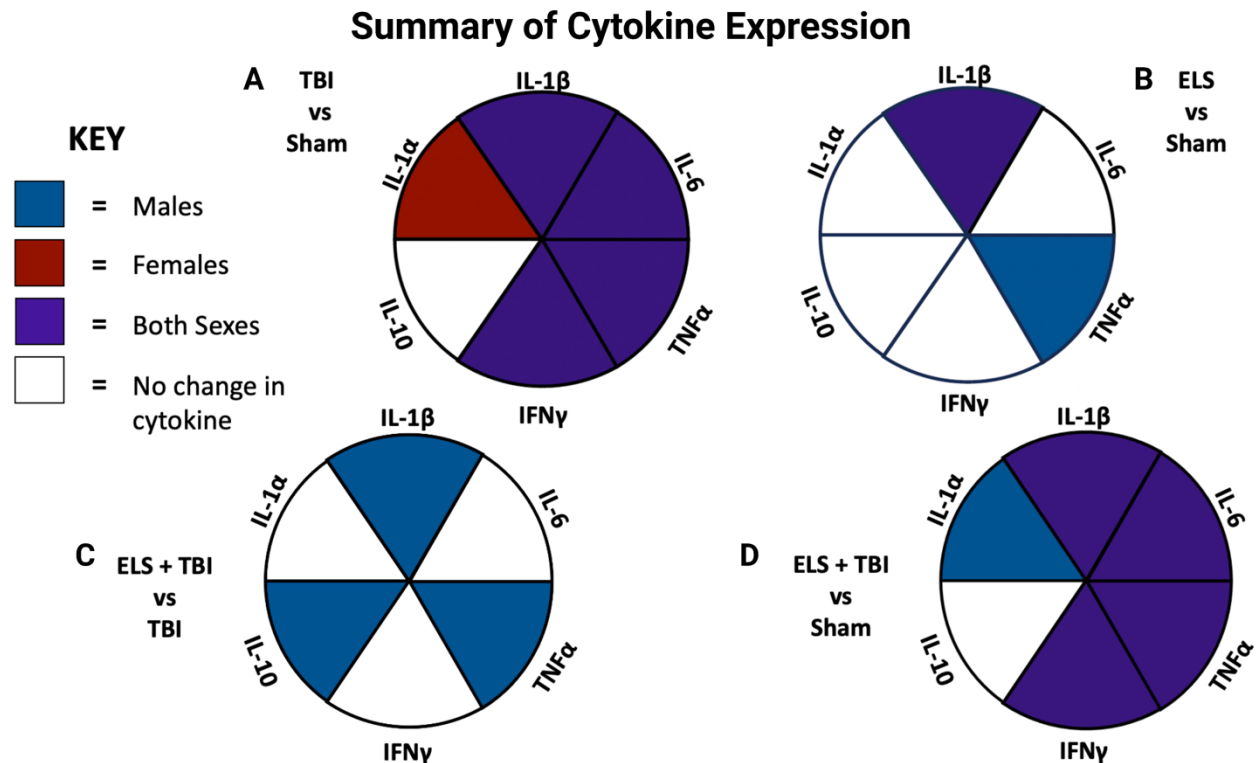 Summary of Cytokine Expression
A
TBI
vs
Sham
IL-1β
IL-6
TNFα
IFNγ
IL-10
IL-1α
B
ELS
vs
Sham
IL-1β
IL-6
TNFα
IFNγ
IL-10
IL-1α
KEY
= Males
= Females
= Both Sexes
= No change in
cytokine
C
ELS + TBI
vs
TBI
IL-1β
IL-6
TNFα
IFNγ
IL-10
IL-1α
D
ELS + TBI
vs
Sham
IL-1β
IL-6
TNFα
IFNγ
IL-10
IL-1α